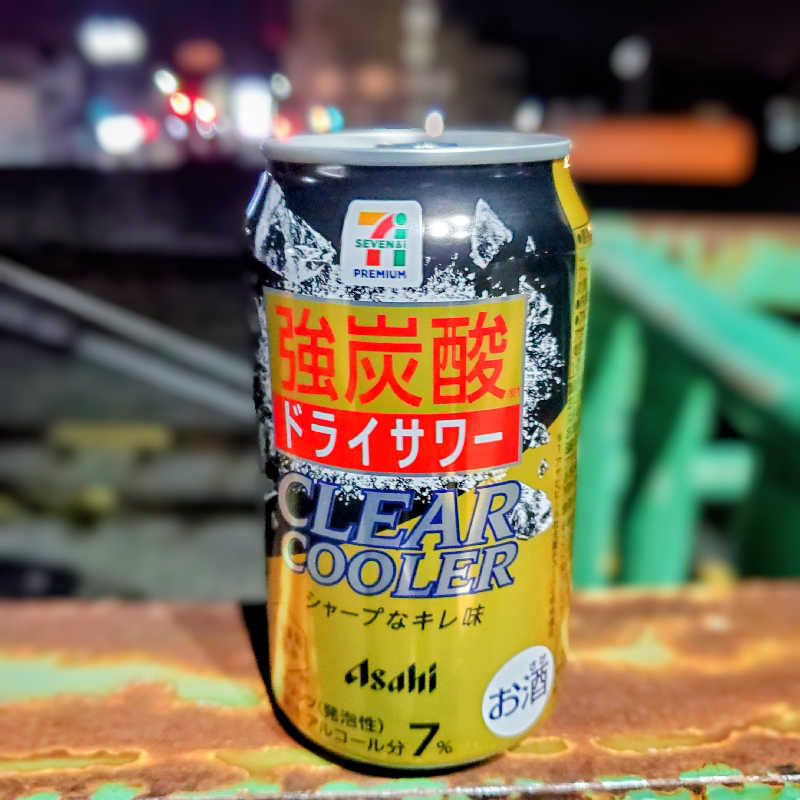 7i
SEVEN&i
PREMIUM
強炭酸
ドライサワー
CLEAR
COOLER
シャープなキレ味
Asahi
お酒
(発泡性)
アルコール分7%